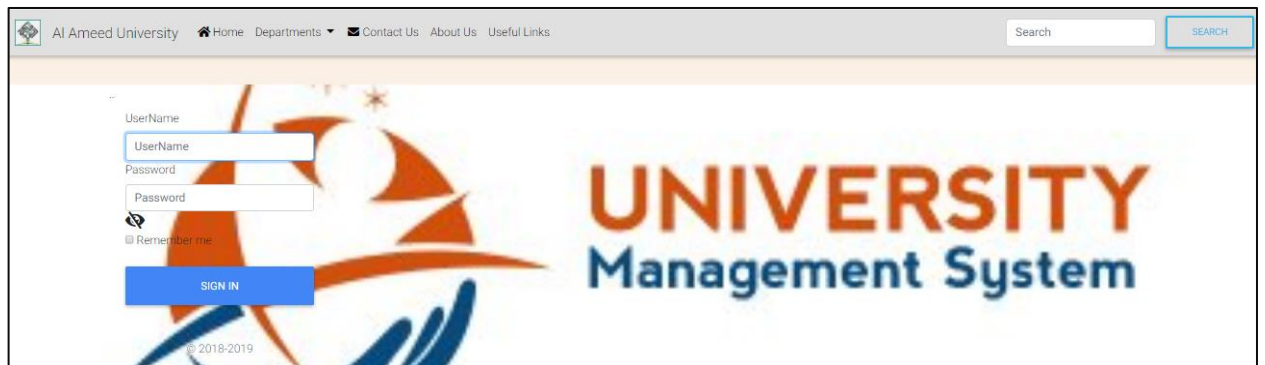 Al Ameed University Home Departments Contact Us About Us Useful Links Search SEARCH
UserName
UserName
Password
Password
Remember me
SIGN IN
© 2018-2019
UNIVERSITY
Management System